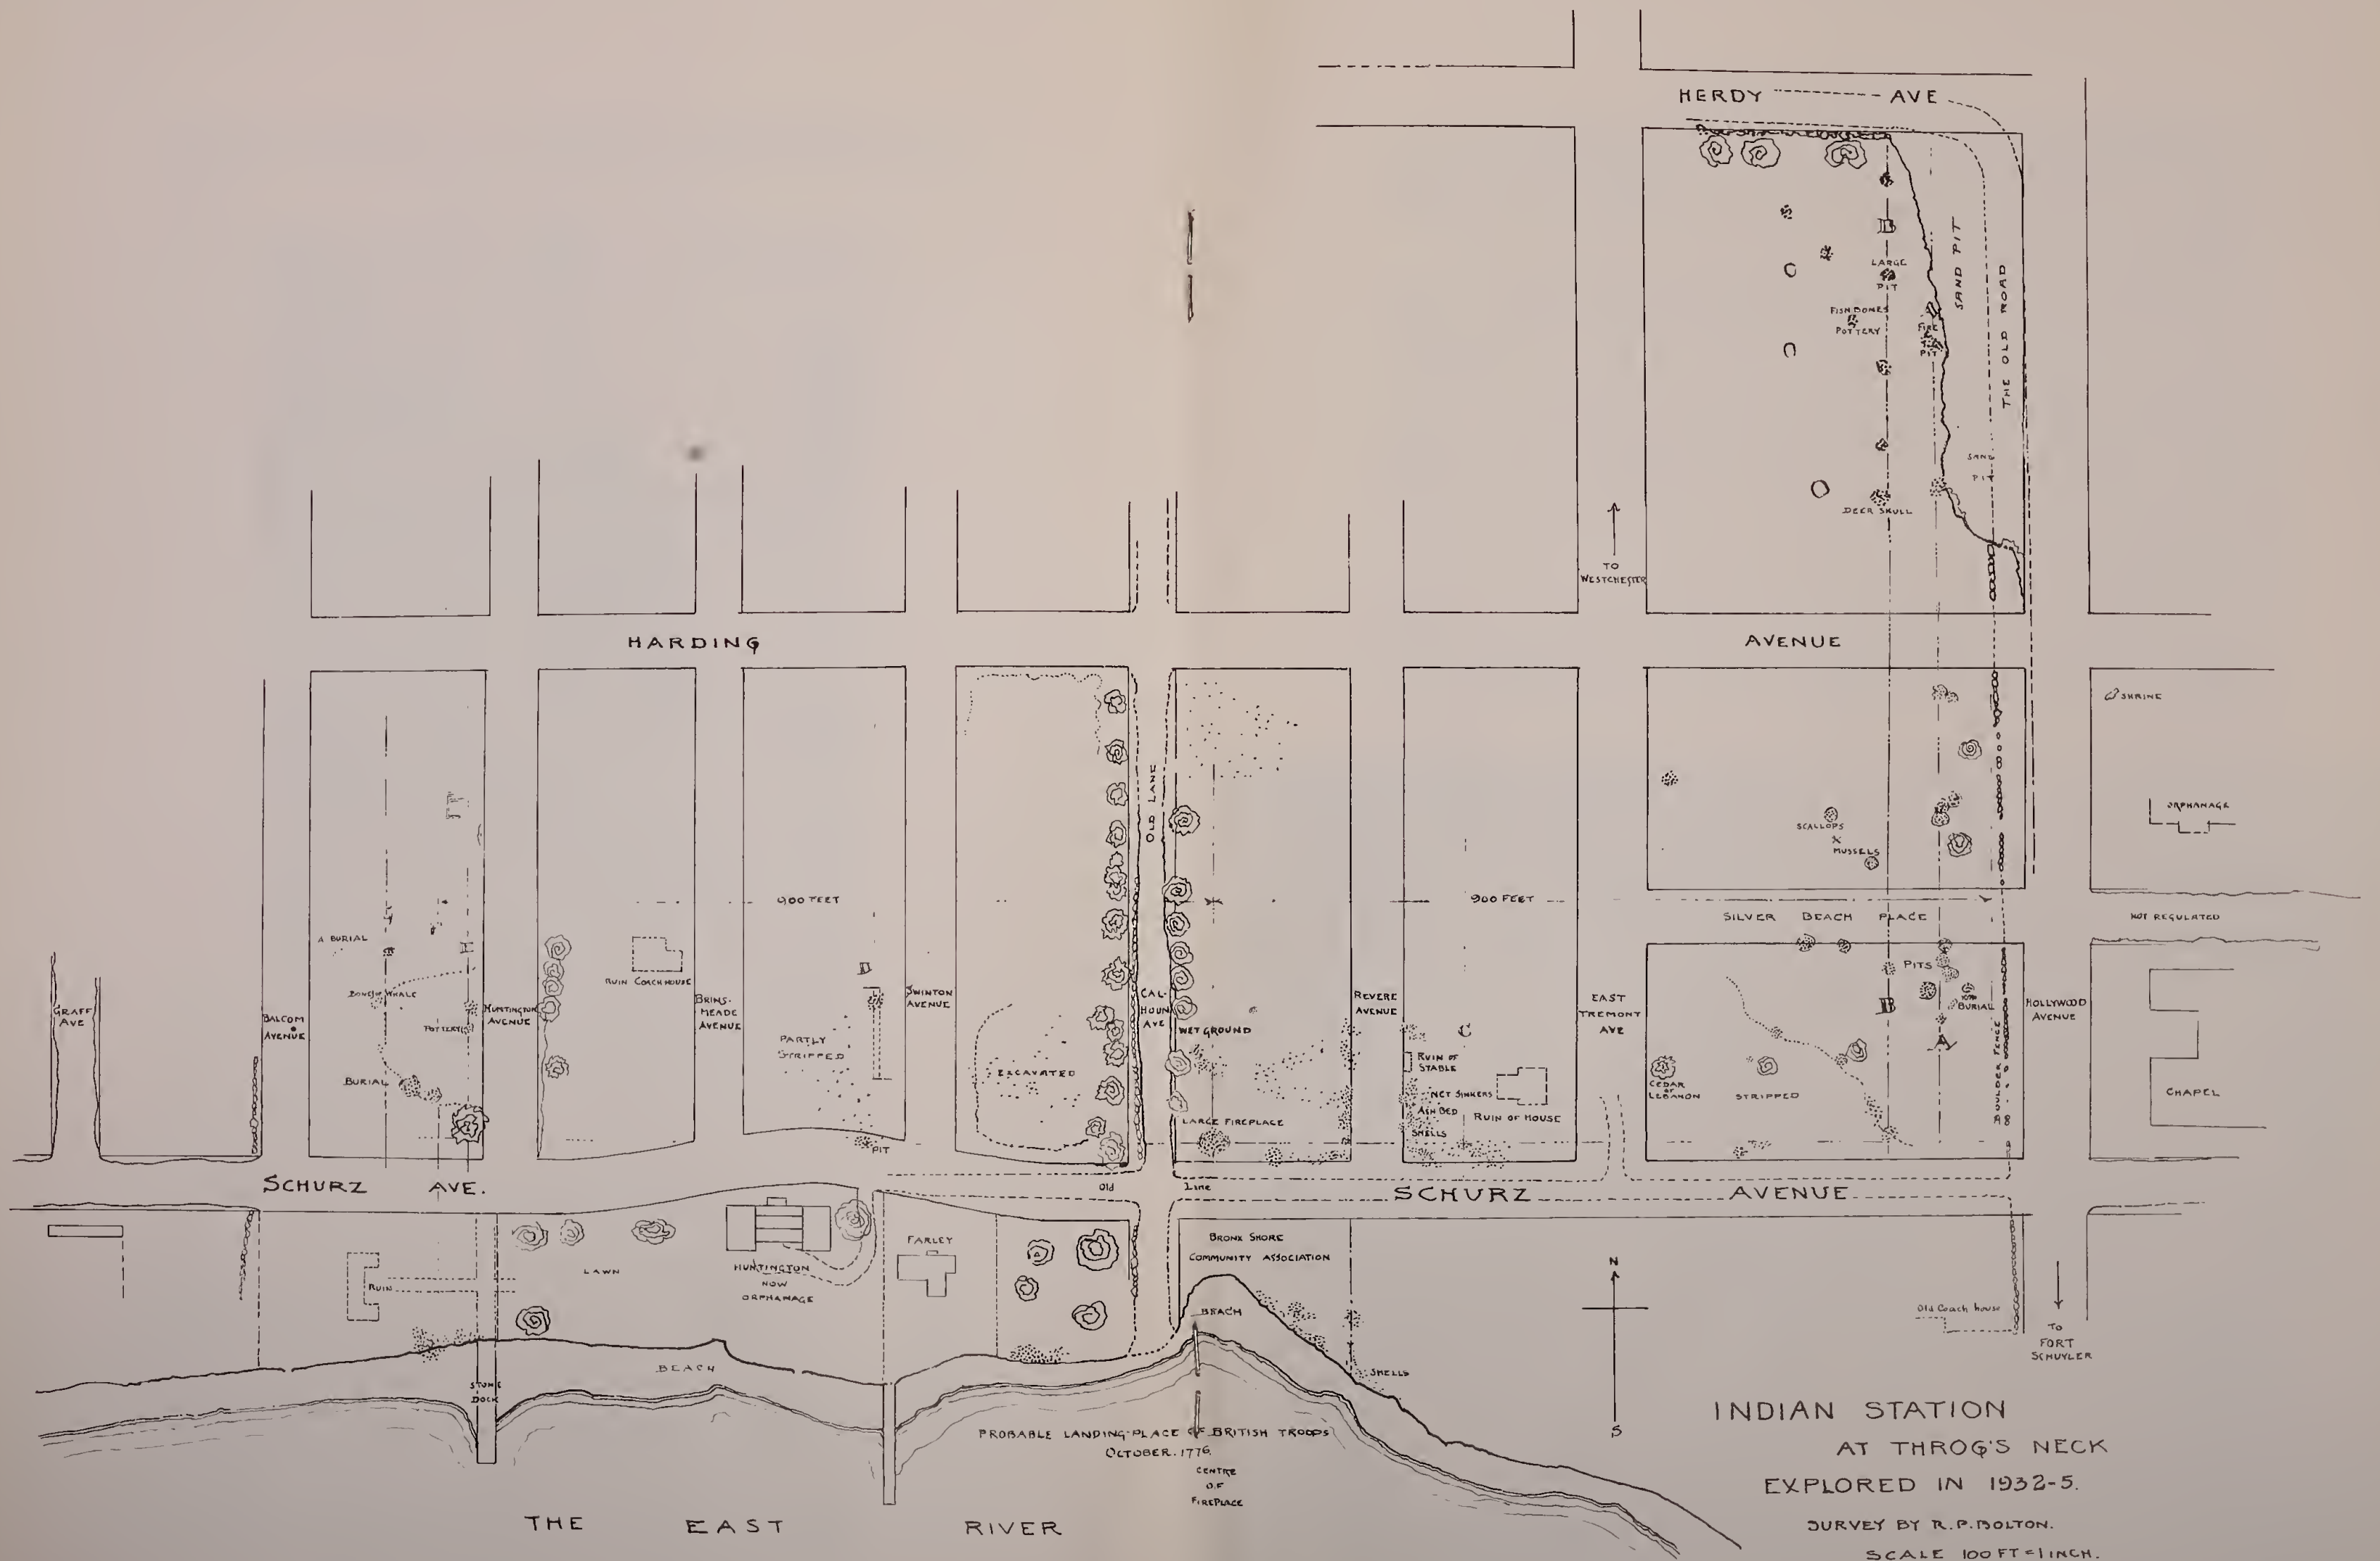 HERDY AVE
SAND PIT
THE OLD ROAD
LARGE
PIT
FISH BONES
POTTERY
FIRE
PIT
SAND
PIT
DEER SKULL
TO
WESTCHESTER
HARDING AVENUE
SHRINE
OLD LANE
ORPHANAGE
SCALLOPS
MUSSELS
900 FEET
900 FEET
SILVER BEACH PLACE
NOT REGULATED
A BURIAL
BONES OF WHALE
POTTERY
BURIAL
RUIN COACH HOUSE
D
PARTLY
STRIPPED
PIT
EXCAVATED
WET GROUND
LARGE FIREPLACE
C
RUIN OF
STABLE
NET SINKERS
ASH BED
SHELLS
RUIN OF HOUSE
CEDAR
OF
LEBANON
STRIPPED
PITS
B
BURIAL
A
BOULDER FENCE
CHAPEL
GRAFF
AVE
BALCOM
AVENUE
HUNTINGTON
AVENUE
BRINS-
MEADE
AVENUE
SWINTON
AVENUE
CAL-
HOUN
AVE
REVERE
AVENUE
EAST
TREMONT
AVE
HOLLYWOOD
AVENUE
SCHURZ AVE.
Old Line
SCHURZ AVENUE
RUIN
LAWN
HUNTINGTON
NOW
ORPHANAGE
FARLEY
BRONX SHORE
COMMUNITY ASSOCIATION
BEACH
SHELLS
N
S
Old Coach house
TO
FORT
SCHUYLER
BEACH
STONE
DOCK
PROBABLE LANDING-PLACE OF BRITISH TROOPS
OCTOBER. 1776.
CENTRE
OF
FIREPLACE
THE EAST RIVER
INDIAN STATION
AT THROG'S NECK
EXPLORED IN 1932-5.
SURVEY BY R.P. BOLTON.
SCALE 100 FT = 1 INCH.